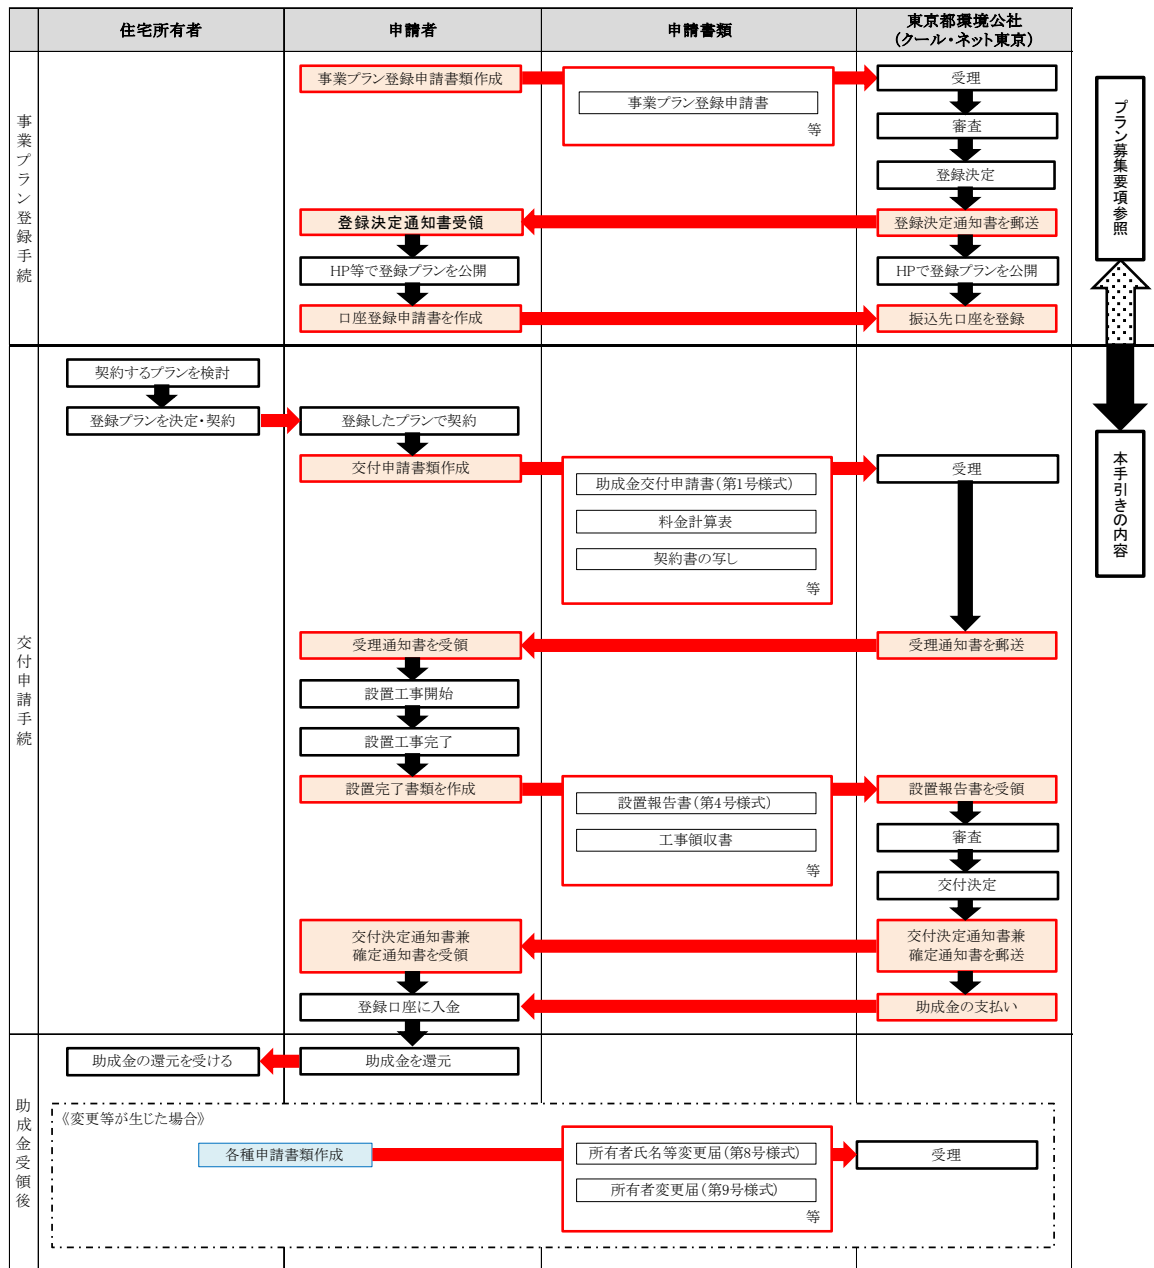 住宅所有者
申請者
申請書類
東京都環境公社
(クール・ネット東京)
事業プラン登録手続
事業プラン登録申請書類作成
事業プラン登録申請書
等
受理
審査
登録決定
登録決定通知書受領
登録決定通知書を郵送
HP等で登録プランを公開
HPで登録プランを公開
口座登録申請書を作成
振込先口座を登録
プラン募集要項参照
本手引きの内容
交付申請手続
契約するプランを検討
登録プランを決定・契約
登録したプランで契約
交付申請書類作成
助成金交付申請書(第1号様式)
料金計算表
契約書の写し
等
受理
受理通知書を受領
受理通知書を郵送
設置工事開始
設置工事完了
設置完了書類を作成
設置報告書(第4号様式)
工事領収書
等
設置報告書を受領
審査
交付決定
交付決定通知書兼
確定通知書を受領
交付決定通知書兼
確定通知書を郵送
登録口座に入金
助成金の支払い
助成金受領後
助成金の還元を受ける
助成金を還元
《変更等が生じた場合》
各種申請書類作成
所有者氏名等変更届(第8号様式)
所有者変更届(第9号様式)
等
受理